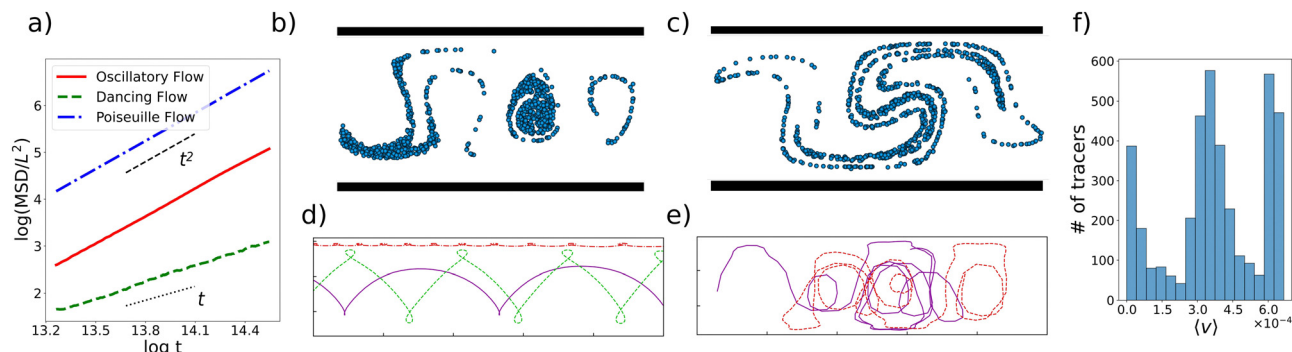 a)
log(MSD/L²)
6
5
4
3
2
Oscillatory Flow
Dancing Flow
Poiseuille Flow
t²
t
13.2 13.5 13.8 14.1 14.4
log t
b)
c)
d)
e)
f)
# of tracers
600
500
400
300
200
100
0
0.0 1.5 3.0 4.5 6.0
×10⁻⁴
⟨v⟩